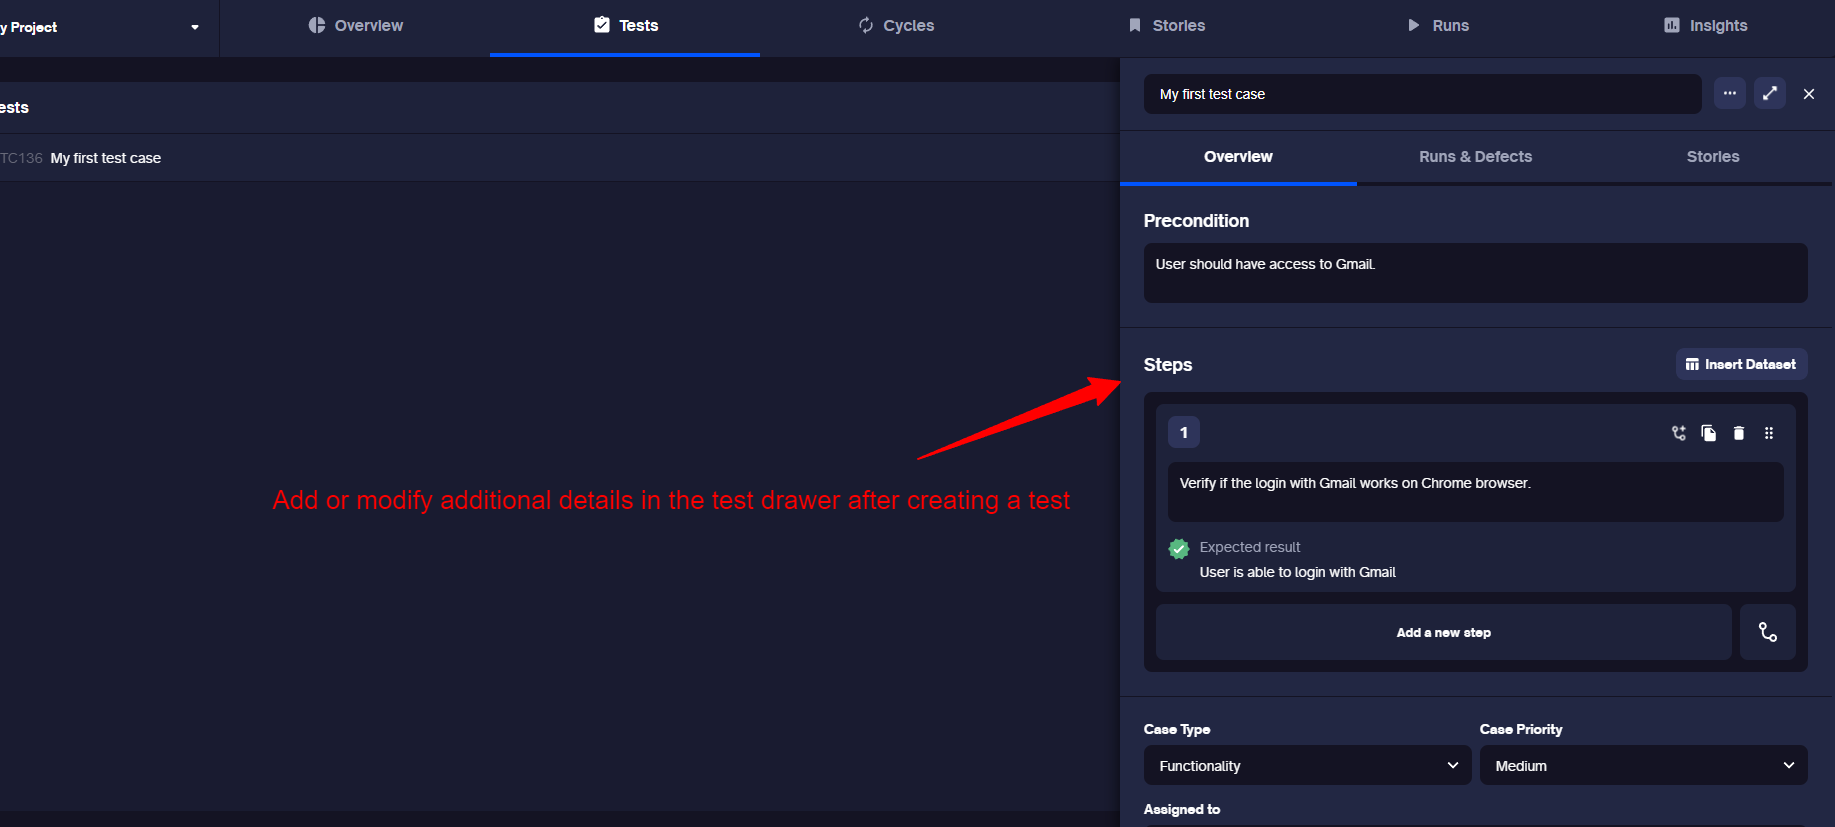 y Project
Overview
Tests
Cycles
Stories
Runs
Insights
ests
TC136 My first test case
My first test case
Overview
Runs & Defects
Stories
Precondition
User should have access to Gmail.
Steps
Insert Dataset
1
Verify if the login with Gmail works on Chrome browser.
Expected result
User is able to login with Gmail
Add a new step
Case Type
Case Priority
Functionality
Medium
Assigned to
Add or modify additional details in the test drawer after creating a test